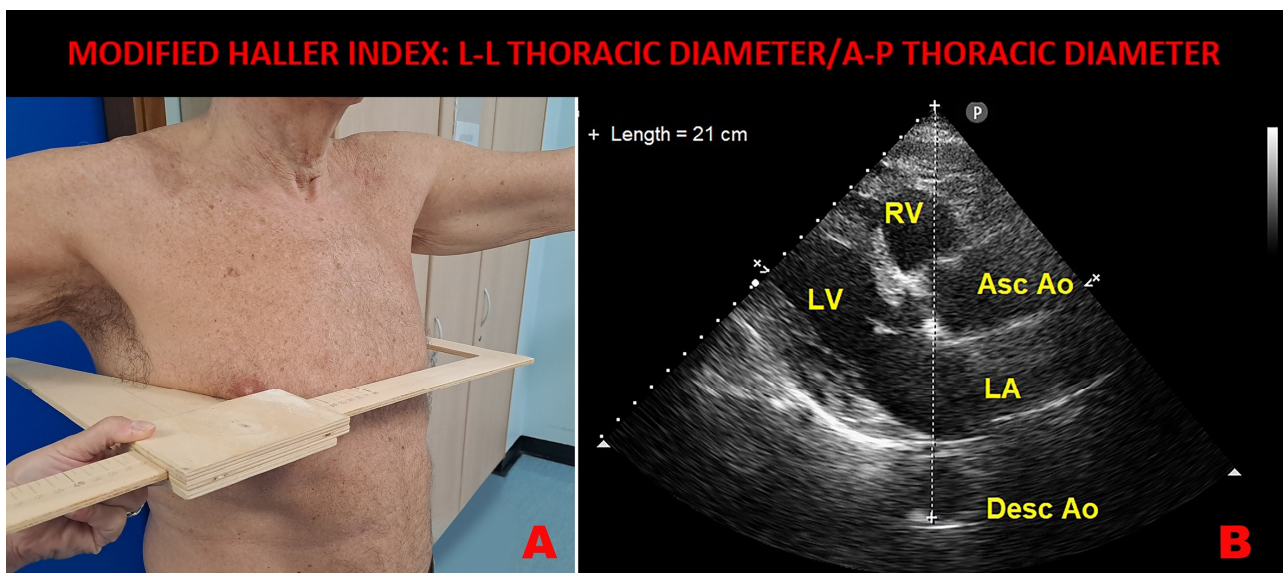 MODIFIED HALLER INDEX: L-L THORACIC DIAMETER/A-P THORACIC DIAMETER
P
+ Length = 21 cm
RV
Asc Ao
LV
LA
Desc Ao
A
B